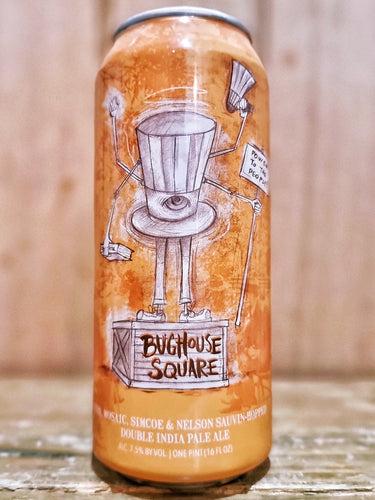 POWER
TO THE
PEOPLE
BUGHOUSE
SQUARE
MOSAIC, SIMCOE & NELSON SAUVIN-HOPPED
DOUBLE INDIA PALE ALE
ALC. 7.5% BY VOL. | ONE PINT (16 FL OZ)